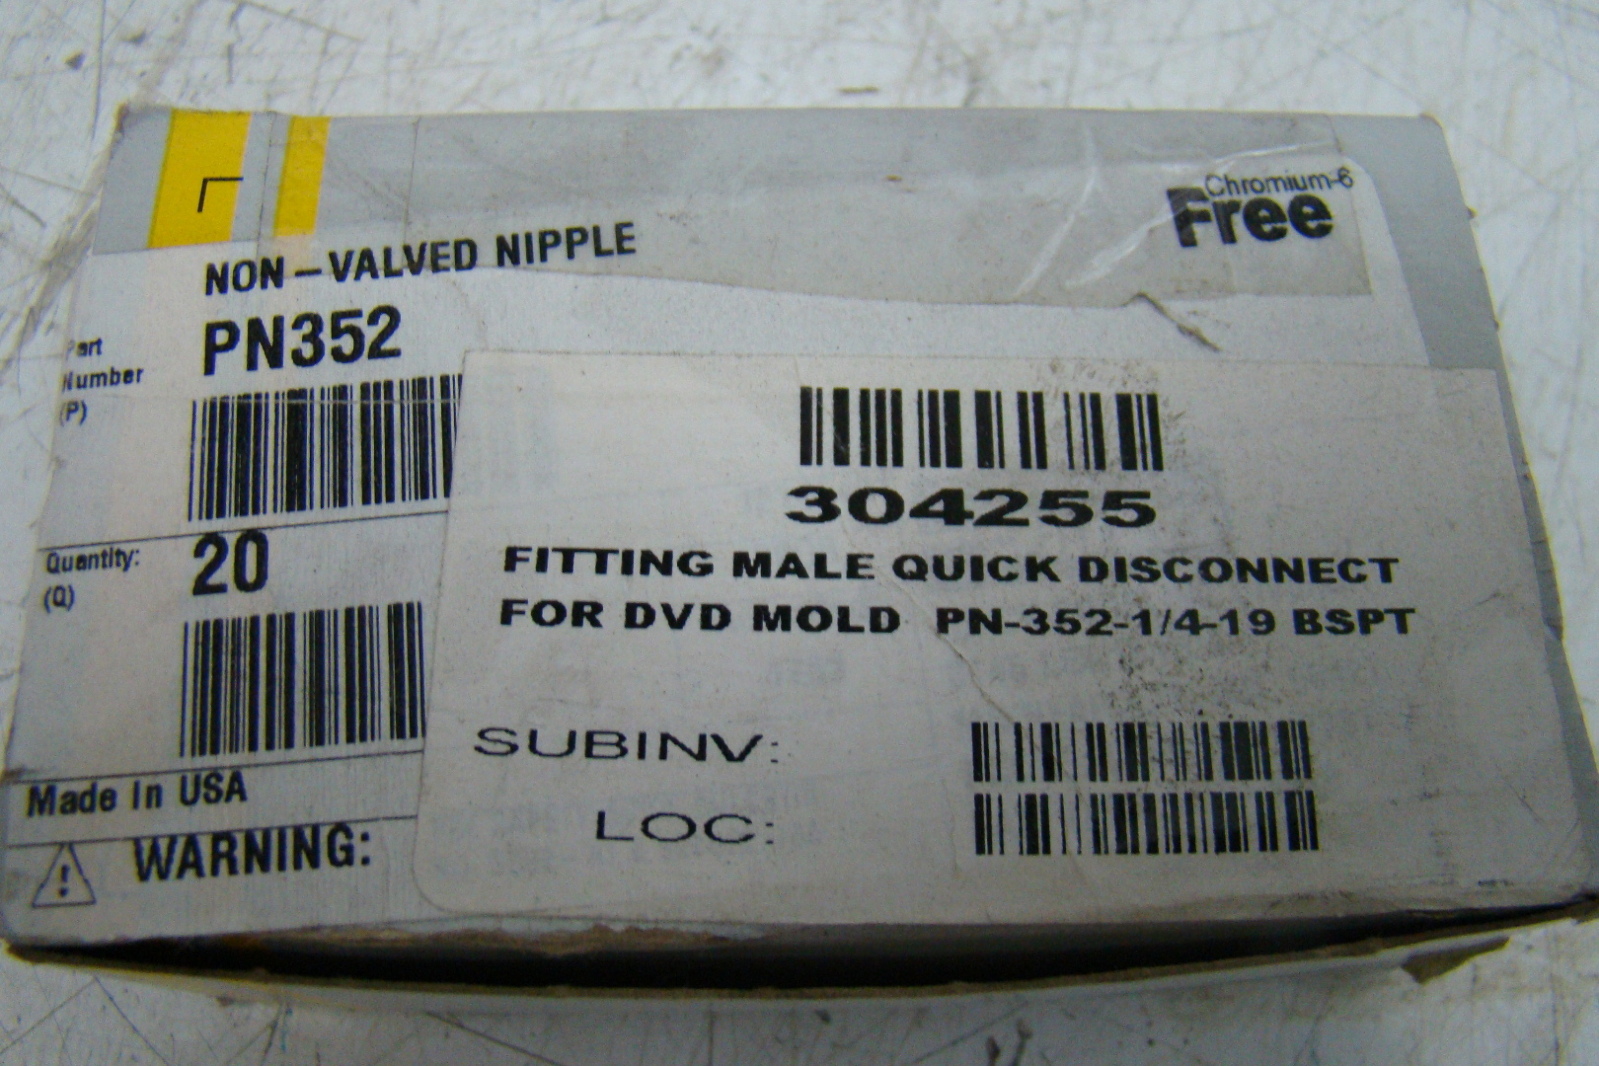 Chromium-6
Free
NON-VALVED NIPPLE
Part
Number
(P)
PN352
Quantity:
(Q)
20
Made In USA
WARNING:
304255
FITTING MALE QUICK DISCONNECT
FOR DVD MOLD PN-352-1/4-19 BSPT
SUBINV:
LOC: